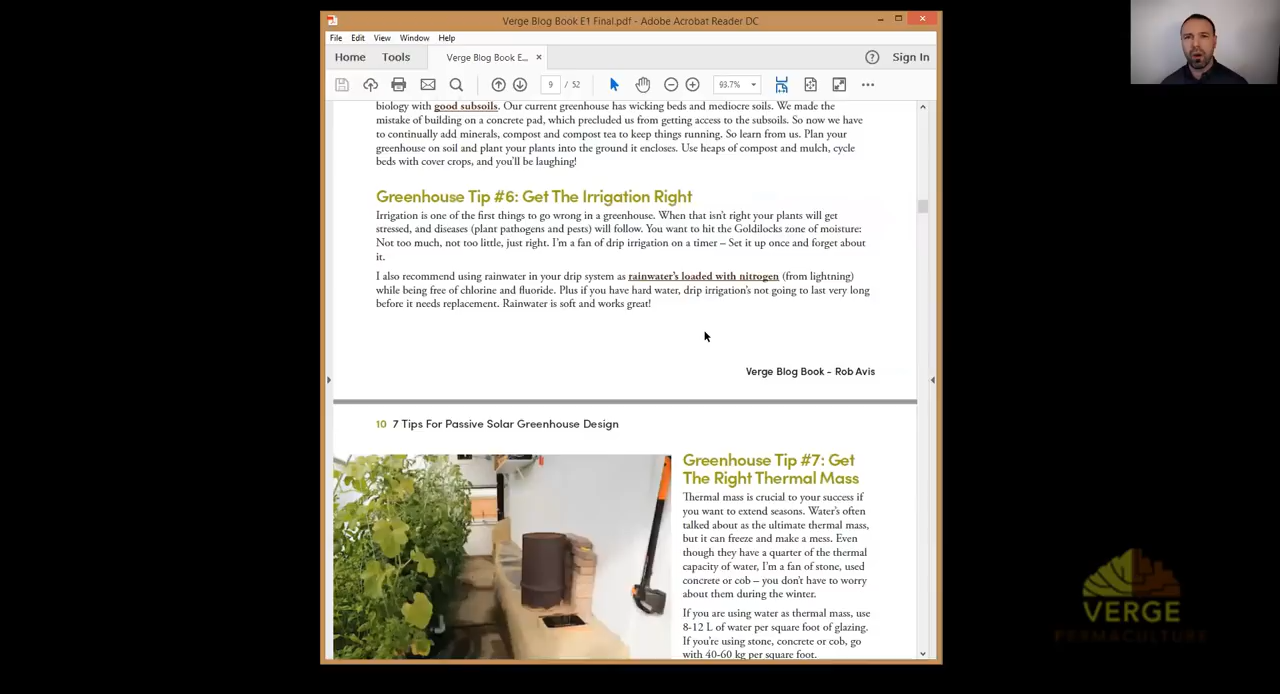 Verge Blog Book E1 Final.pdf - Adobe Acrobat Reader DC
File Edit View Window Help
Home Tools Verge Blog Book E... × Sign In
9 / 52 93.7%
biology with good subsoils. Our current greenhouse has wicking beds and mediocre soils. We made the
mistake of building on a concrete pad, which precluded us from getting access to the subsoils. So now we have
to continually add minerals, compost and compost tea to keep things running. So learn from us. Plan your
greenhouse on soil and plant your plants into the ground it encloses. Use heaps of compost and mulch, cycle
beds with cover crops, and you'll be laughing!
Greenhouse Tip #6: Get The Irrigation Right
Irrigation is one of the first things to go wrong in a greenhouse. When that isn't right your plants will get
stressed, and diseases (plant pathogens and pests) will follow. You want to hit the Goldilocks zone of moisture:
Not too much, not too little, just right. I'm a fan of drip irrigation on a timer – Set it up once and forget about
it.
I also recommend using rainwater in your drip system as rainwater's loaded with nitrogen (from lightning)
while being free of chlorine and fluoride. Plus if you have hard water, drip irrigation's not going to last very long
before it needs replacement. Rainwater is soft and works great!
Verge Blog Book - Rob Avis
10 7 Tips For Passive Solar Greenhouse Design
Greenhouse Tip #7: Get
The Right Thermal Mass
Thermal mass is crucial to your success if
you want to extend seasons. Water's often
talked about as the ultimate thermal mass,
but it can freeze and make a mess. Even
though they have a quarter of the thermal
capacity of water, I'm a fan of stone, used
concrete or cob – you don't have to worry
about them during the winter.
If you are using water as thermal mass, use
8-12 L of water per square foot of glazing.
If you're using stone, concrete or cob, go
with 40-60 kg per square foot.
VERGE
PERMACULTURE